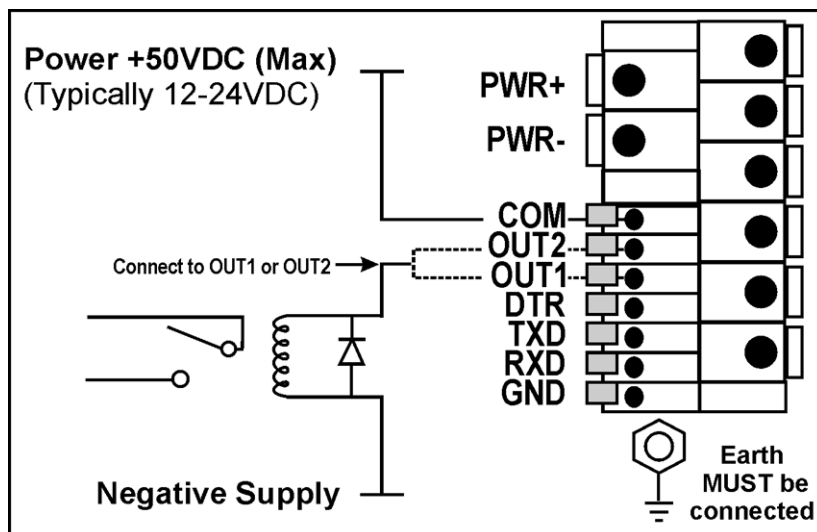 Power +50VDC (Max)
(Typically 12-24VDC)
PWR+
PWR-
COM
OUT2
Connect to OUT1 or OUT2
OUT1
DTR
TXD
RXD
GND
Negative Supply
Earth
MUST be
connected